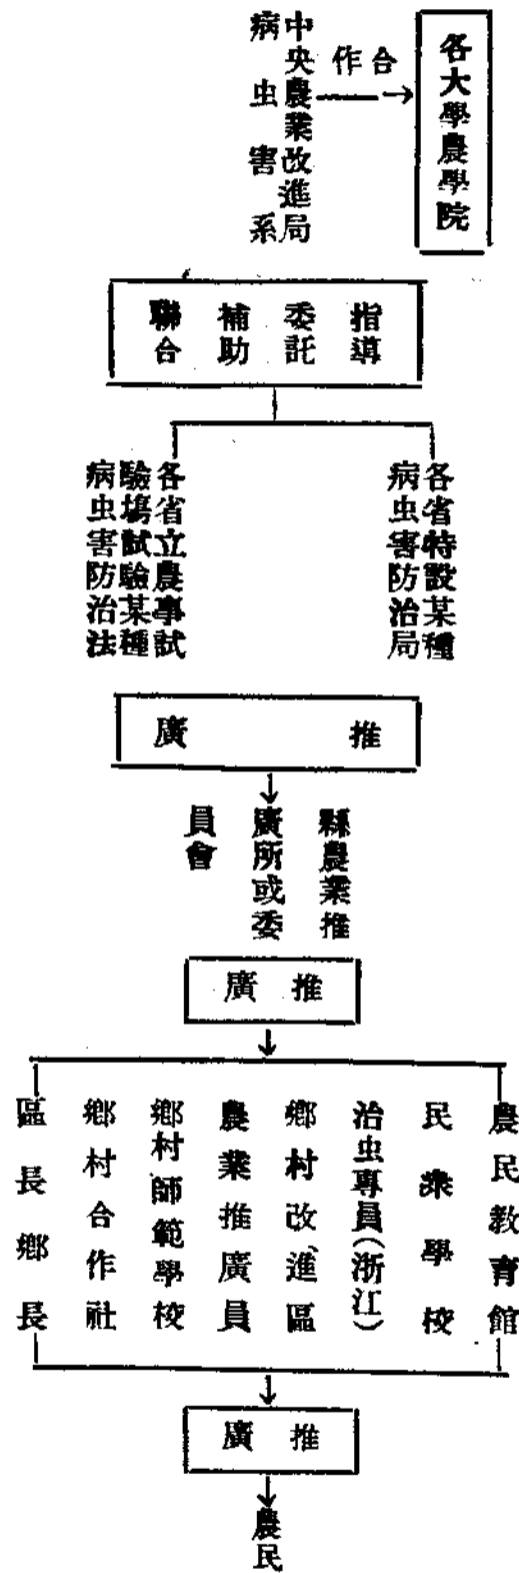 各大學農學院
合作
中央農業改進局
病虫害系
指導
委託
補助
聯合
各省特設某種
病虫害防治局
各省立農事試
驗場試驗某種
病虫害防治法
推廣
縣農業推
廣所或委
員會
推廣
農民教育館
民衆學校
治虫專員(浙江)
鄉村改進區
農業推廣員
鄉村師範學校
鄉村合作社
區長鄉長
推廣
農民